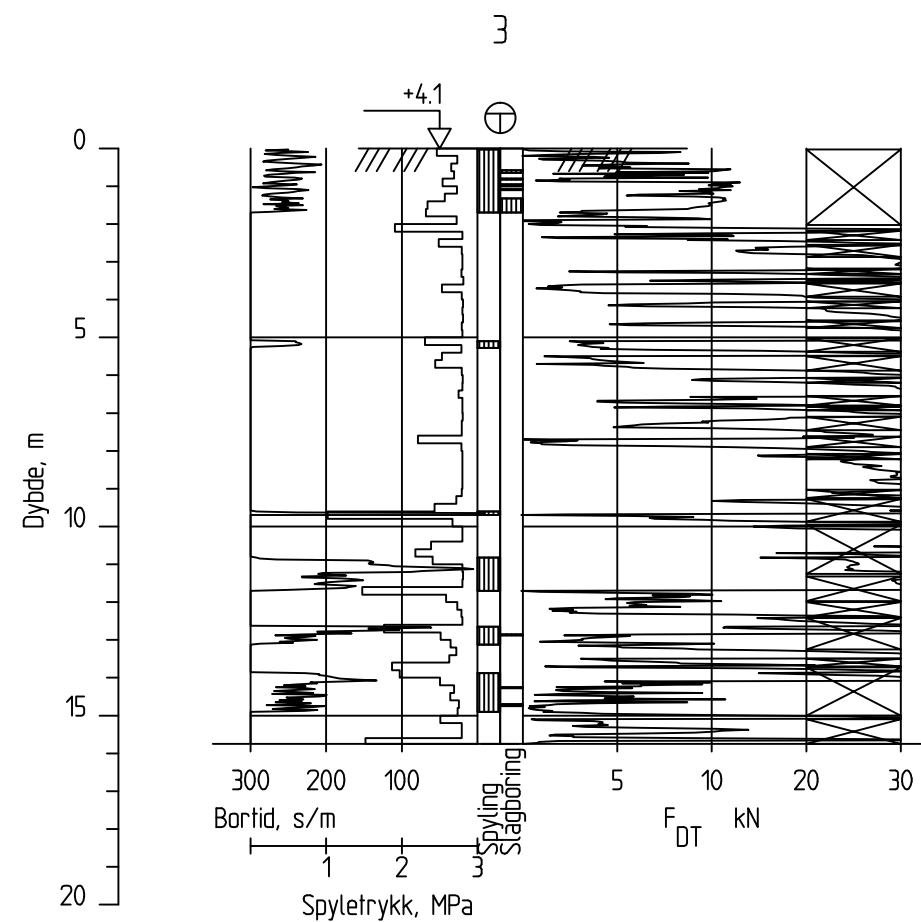 3
+4.1
0
5
10
15
20
Dybde, m
300 200 100
5 10 20 30
Bortid, s/m
Spyling
Slagboring
F DT kN
1 2 3
Spyletrykk, MPa